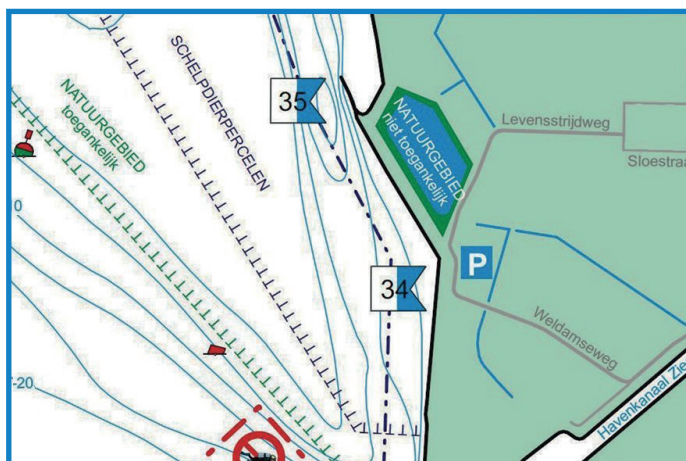 35
NATUURGEBIED
toegankelijk
SCHELPDIERPERCELEN
NATUURGEBIED
niet toegankelijk
Levensstrijdweg
Sloestraa
0
P
34
Weldamseweg
-20
Havenkanaal Zie